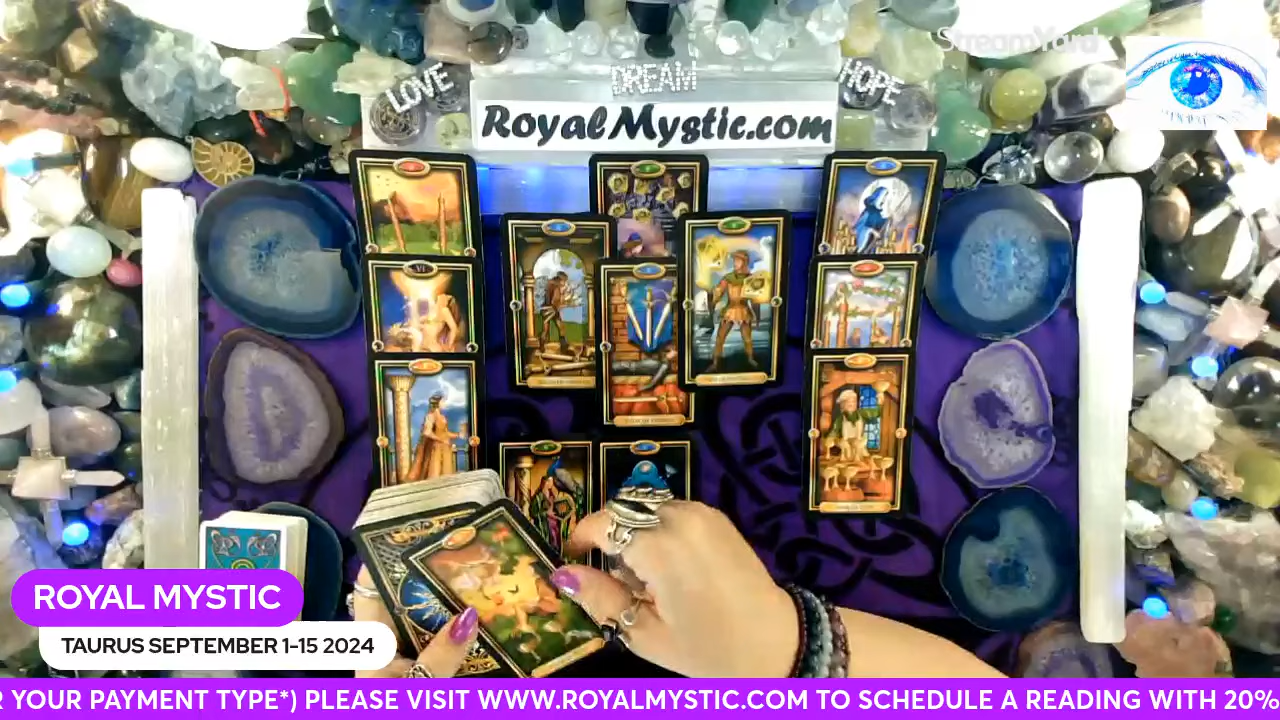 StreamYard
LOVE
DREAM
HOPE
RoyalMystic.com
VI
ROYAL MYSTIC
TAURUS SEPTEMBER 1-15 2024
R YOUR PAYMENT TYPE*) PLEASE VISIT WWW.ROYALMYSTIC.COM TO SCHEDULE A READING WITH 20%